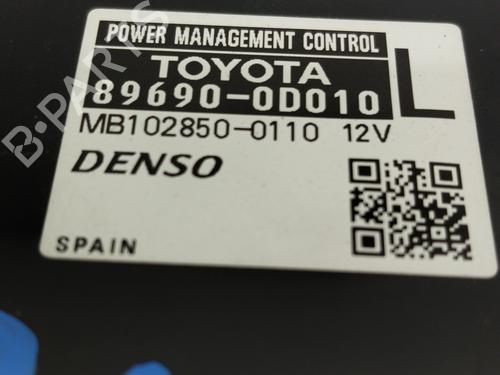 POWER MANAGEMENT CONTROL
TOYOTA
89690-0D010
L
MB102850-0110 12V
DENSO
SPAIN
B-PARTS